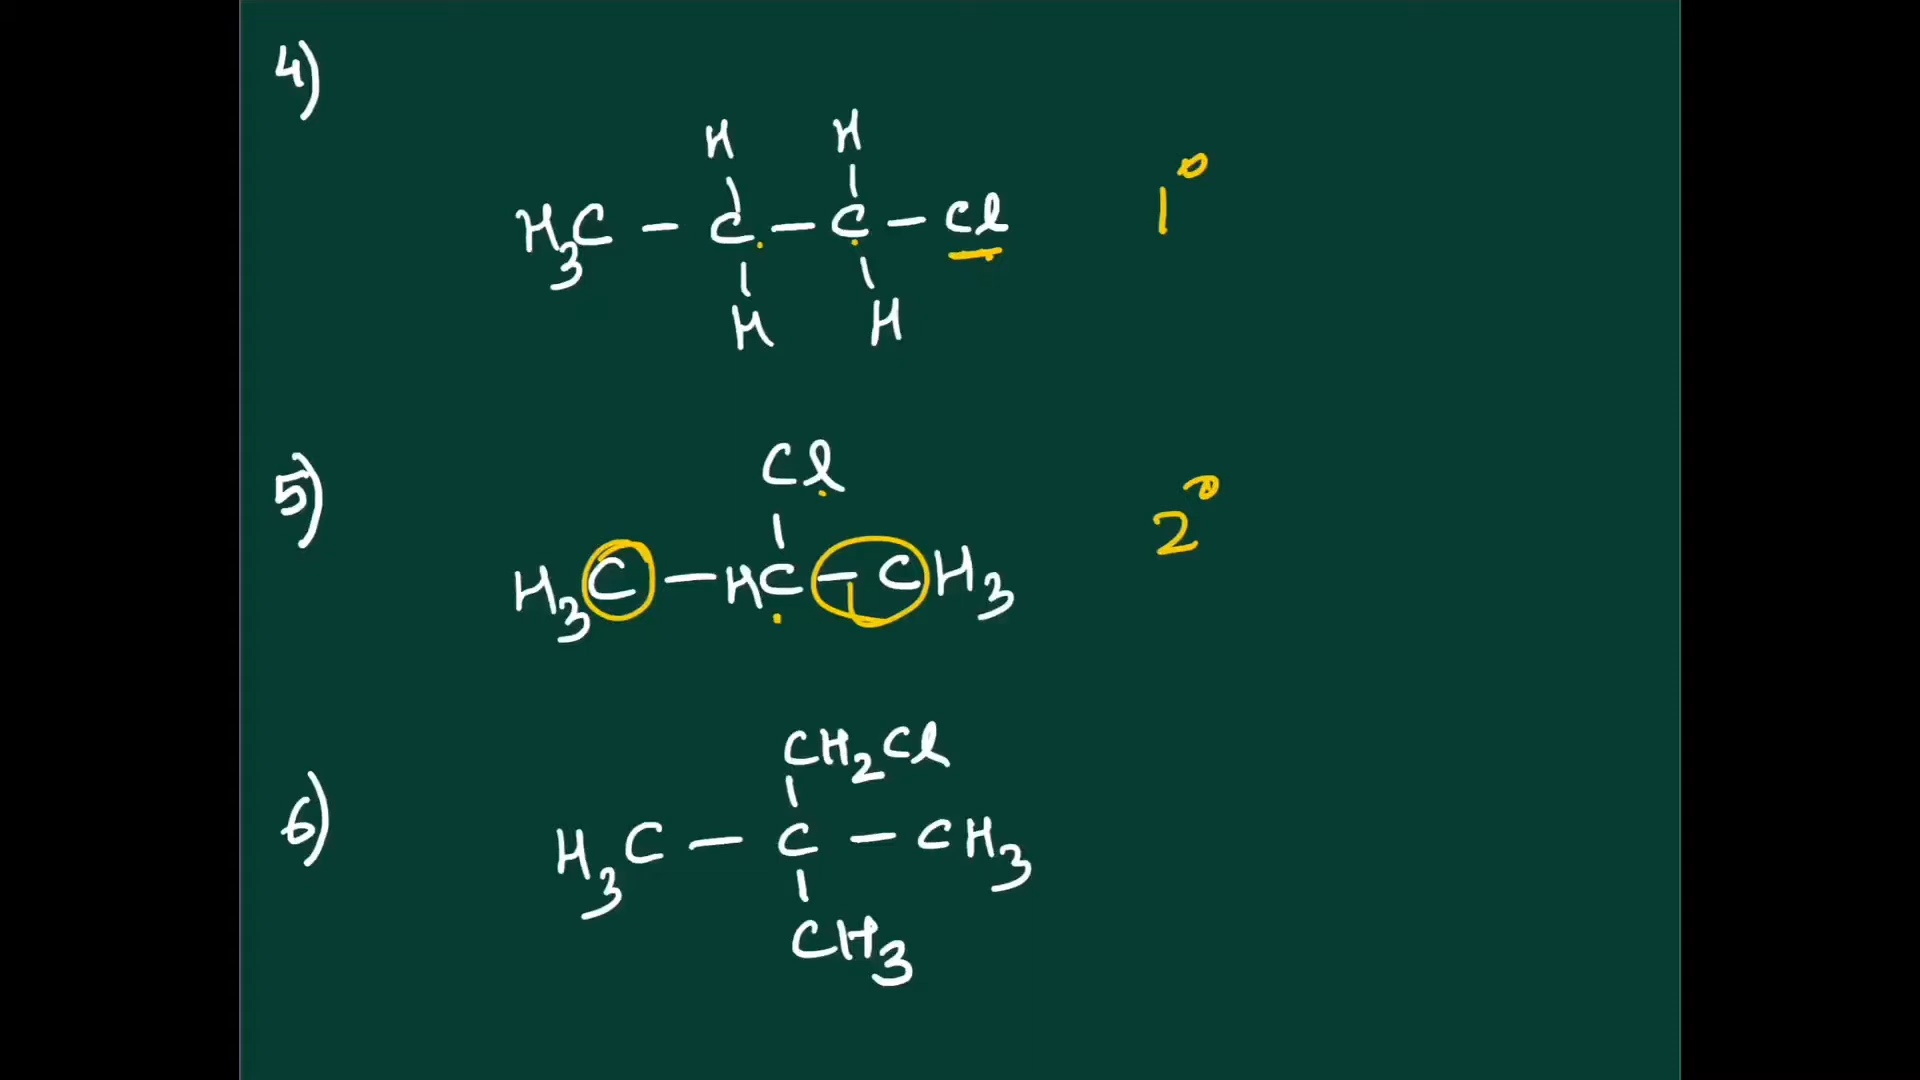 4)
H H
H₃C – C – C – Cl 1°
H H
5)
Cl 2°
H₃C – HC – CH₃
CH₂Cl
6)
H₃C – C – CH₃
CH₃